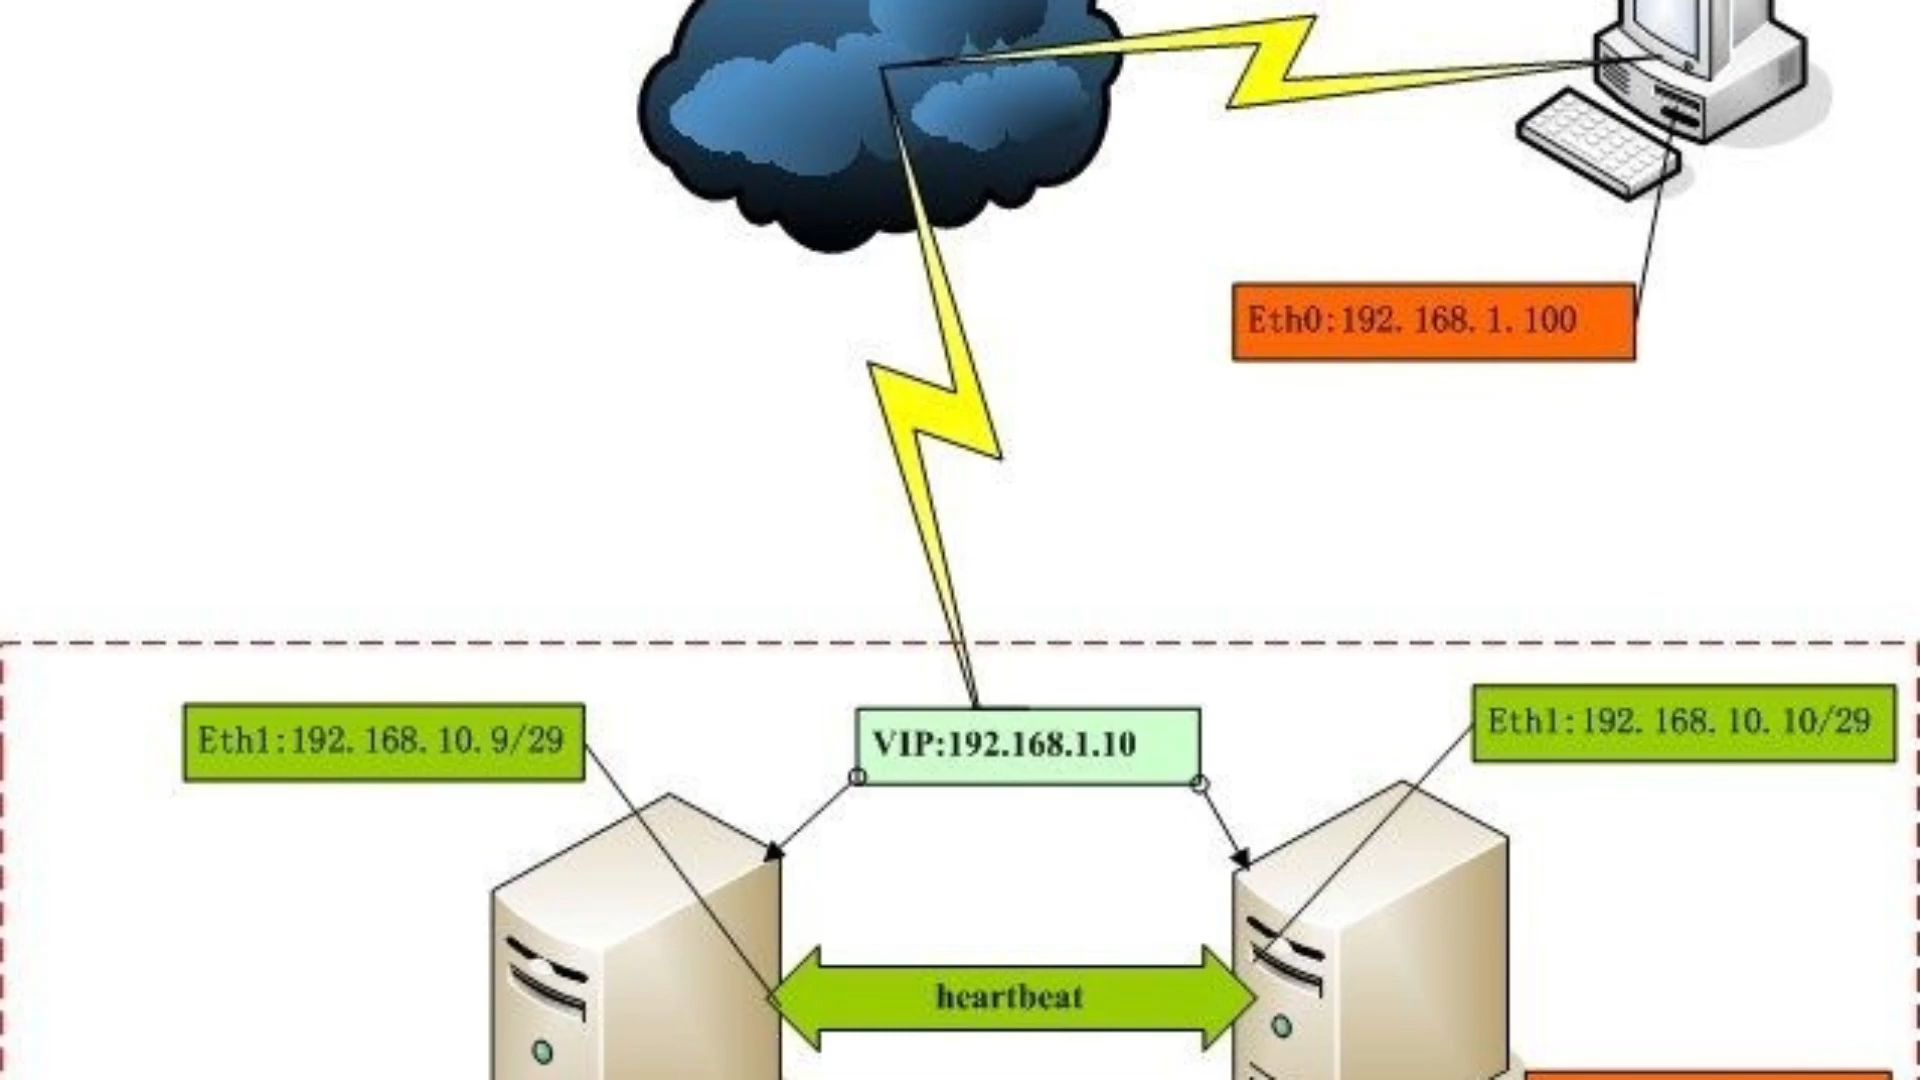 Eth0:192. 168. 1. 100
Eth1:192. 168. 10. 9/29
VIP:192.168.1.10
Eth1:192. 168. 10. 10/29
heartbeat